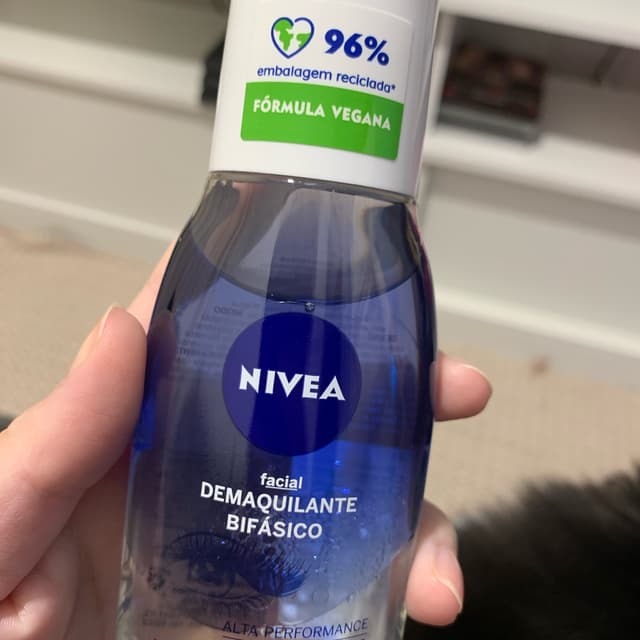 96%
embalagem reciclada*
FÓRMULA VEGANA
NIVEA
facial
DEMAQUILANTE
BIFÁSICO
ALTA PERFORMANCE